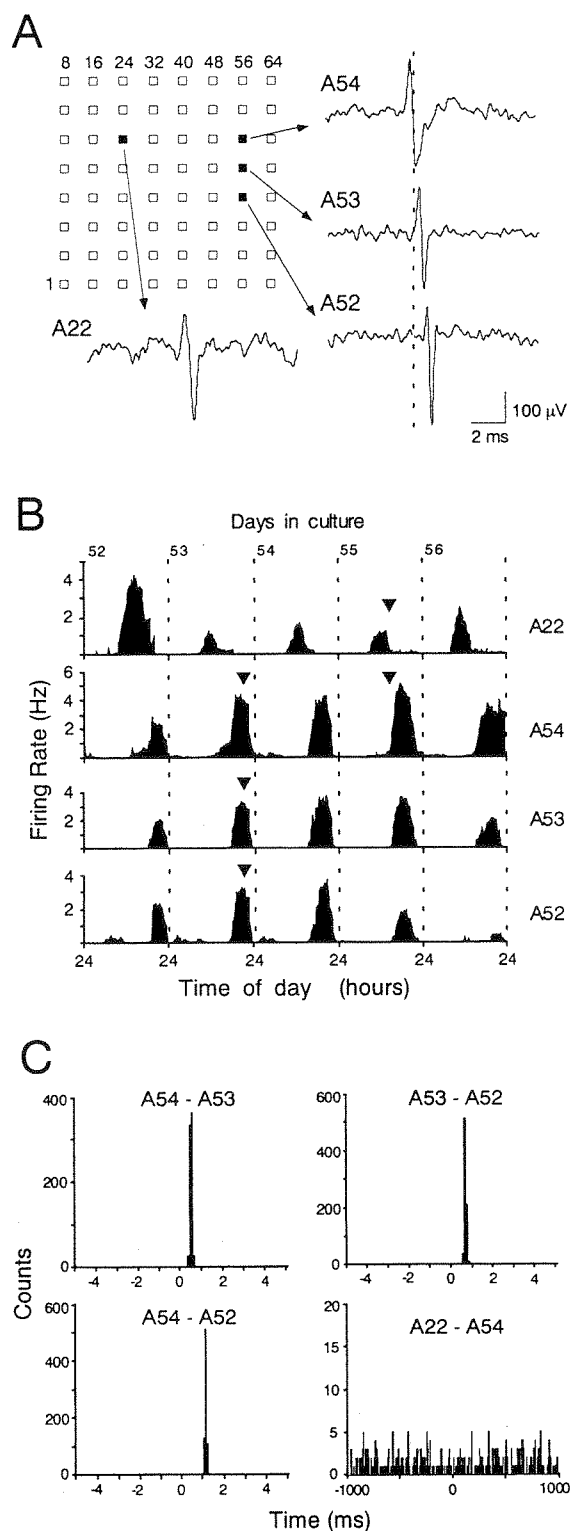 A
8 16 24 32 40 48 56 64
1
A54
A53
A52
A22
100 µV
2 ms
B
Days in culture
52 53 54 55 56
4
2
A22
6
4
2
0
A54
4
2
A53
4
2
A52
Firing Rate (Hz)
24 24 24 24 24 24
Time of day (hours)
C
A54 - A53
400
200
0
-4 -2 0 2 4
A53 - A52
600
400
200
0
-4 -2 0 2 4
A54 - A52
600
400
200
0
-4 -2 0 2 4
A22 - A54
20
15
10
5
0
-1000 0 1000
Counts
Time (ms)